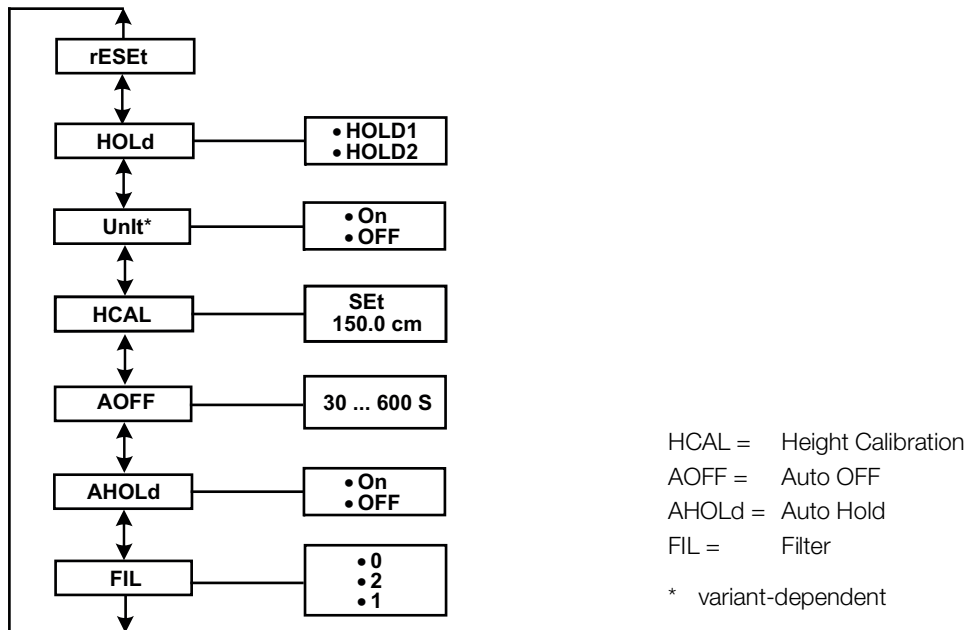 rESEt
HOLd
• HOLD1
• HOLD2
UnIt*
• On
• OFF
HCAL
SEt
150.0 cm
AOFF
30 ... 600 S
AHOLd
• On
• OFF
FIL
• 0
• 2
• 1
HCAL = Height Calibration
AOFF = Auto OFF
AHOLd = Auto Hold
FIL = Filter
* variant-dependent